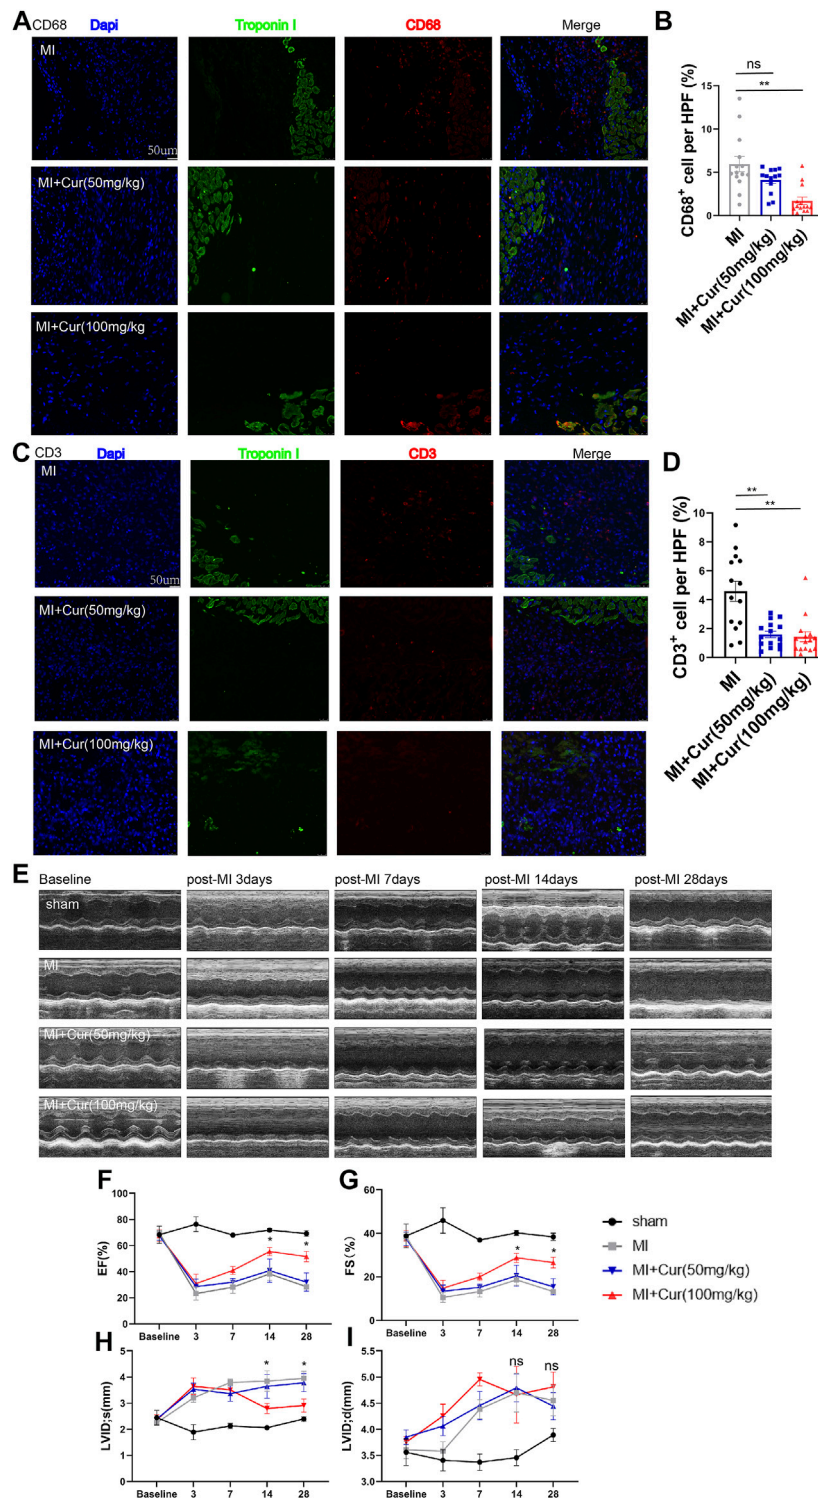 A
CD68 Dapi Troponin I CD68 Merge
MI
50um
MI+Cur(50mg/kg)
MI+Cur(100mg/kg
B
CD68+ cell per HPF (%)
ns
**
15
10
5
0
MI
MI+Cur(50mg/kg)
MI+Cur(100mg/kg)
C
CD3 Dapi Troponin I CD3 Merge
MI
50um
MI+Cur(50mg/kg)
MI+Cur(100mg/kg)
D
CD3+ cell per HPF (%)
**
**
10
8
6
4
2
0
MI
MI+Cur(50mg/kg)
MI+Cur(100mg/kg)
E
Baseline post-MI 3days post-MI 7days post-MI 14days post-MI 28days
sham
MI
MI+Cur(50mg/kg)
MI+Cur(100mg/kg)
F
EF(%)
100
80
60
40
20
0
* *
Baseline 3 7 14 28
G
FS(%)
60
40
20
0
* *
Baseline 3 7 14 28
sham
MI
MI+Cur(50mg/kg)
MI+Cur(100mg/kg)
H
LVID;s(mm)
5
4
3
2
1
0
* *
Baseline 3 7 14 28
I
LVID;d(mm)
5.5
5.0
4.5
4.0
3.5
3.0
ns ns
Baseline 3 7 14 28